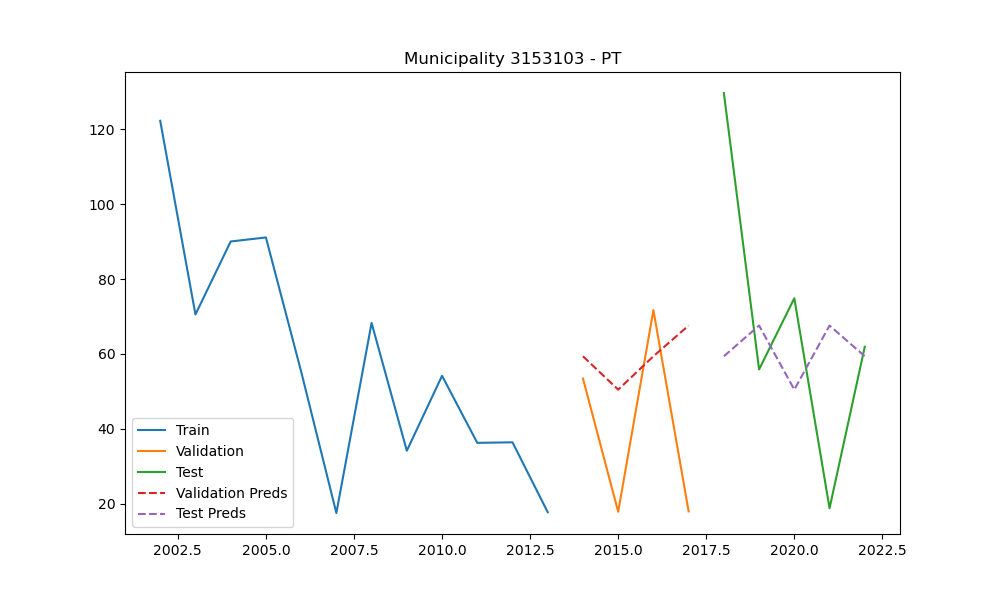 Municipality 3153103 - PT
120
100
80
60
40
20
Train
Validation
Test
Validation Preds
Test Preds
2002.5 2005.0 2007.5 2010.0 2012.5 2015.0 2017.5 2020.0 2022.5